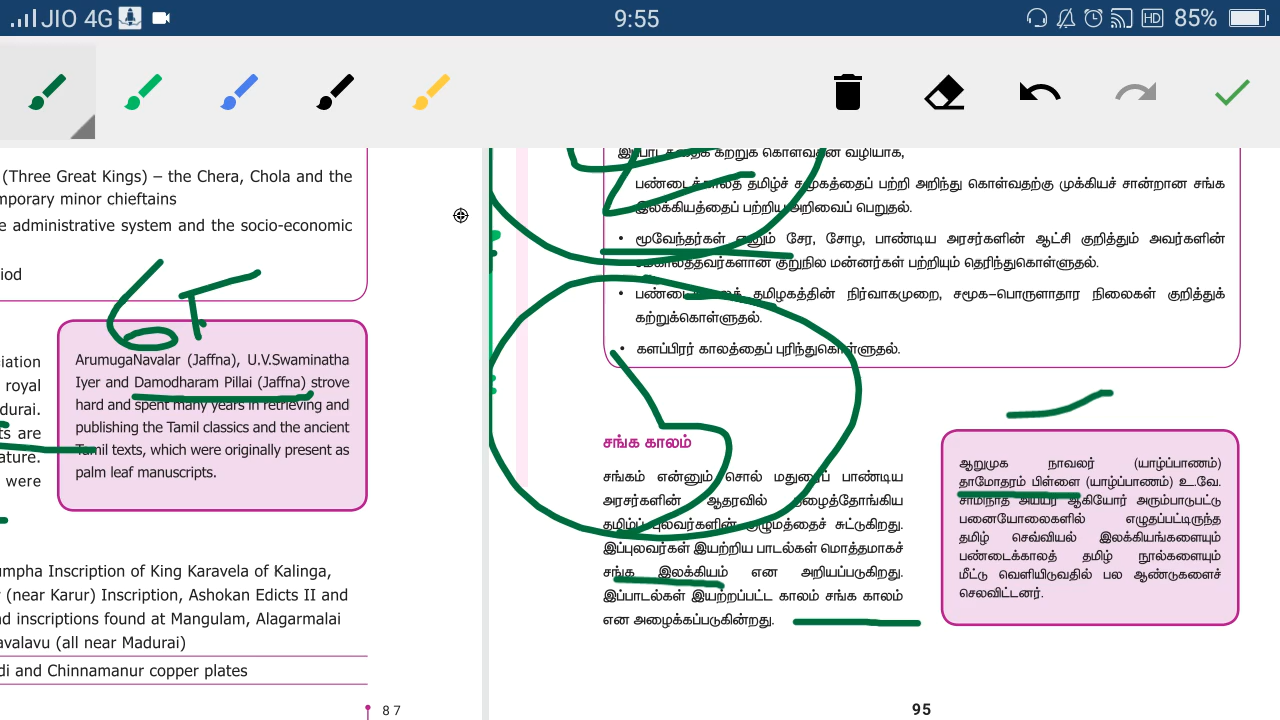 JIO 4G 9:55 HD 85%
(Three Great Kings) – the Chera, Chola and the
mporary minor chieftains
e administrative system and the socio-economic
iod
6T.
ArumugaNavalar (Jaffna), U.V.Swaminatha
Iyer and Damodharam Pillai (Jaffna) strove
hard and spent many years in retrieving and
publishing the Tamil classics and the ancient
Tamil texts, which were originally present as
palm leaf manuscripts.
iation
royal
durai.
ts are
ature.
were
umpha Inscription of King Karavela of Kalinga,
r (near Karur) Inscription, Ashokan Edicts II and
nd inscriptions found at Mangulam, Alagarmalai
avalavu (all near Madurai)
di and Chinnamanur copper plates
87
கற்றுக் கொள்வதன் வழியாக,
பண்டைக்காலத் தமிழ்ச் சமூகத்தைப் பற்றி அறிந்து கொள்வதற்கு முக்கியச் சான்றான சங்க
இலக்கியத்தைப் பற்றிய அறிவைப் பெறுதல்.
• மூவேந்தர்கள் எனும் சேர, சோழ, பாண்டிய அரசர்களின் ஆட்சி குறித்தும் அவர்களின்
சமகாலத்தவர்களான குறுநில மன்னர்கள் பற்றியும் தெரிந்துகொள்ளுதல்.
• பண்டைக்காலத் தமிழகத்தின் நிர்வாகமுறை, சமூக–பொருளாதார நிலைகள் குறித்துக்
கற்றுக்கொள்ளுதல்.
• களப்பிரர் காலத்தைப் புரிந்துகொள்ளுதல்.
சங்க காலம்
சங்கம் என்னும் சொல் மதுரைப் பாண்டிய
அரசர்களின் ஆதரவில் தழைத்தோங்கிய
தமிழ்ப் புலவர்களின் குழுமத்தைச் சுட்டுகிறது.
இப்புலவர்கள் இயற்றிய பாடல்கள் மொத்தமாகச்
சங்க இலக்கியம் என அறியப்படுகிறது.
இப்பாடல்கள் இயற்றப்பட்ட காலம் சங்க காலம்
என அழைக்கப்படுகின்றது.
ஆறுமுக நாவலர் (யாழ்ப்பாணம்)
தாமோதரம் பிள்ளை (யாழ்ப்பாணம்) உ.வே.
சாமிநாத அய்யர் ஆகியோர் அரும்பாடுபட்டு
பனையோலைகளில் எழுதப்பட்டிருந்த
தமிழ் செவ்வியல் இலக்கியங்களையும்
பண்டைக்காலத் தமிழ் நூல்களையும்
மீட்டு வெளியிடுவதில் பல ஆண்டுகளைச்
செலவிட்டனர்.
95